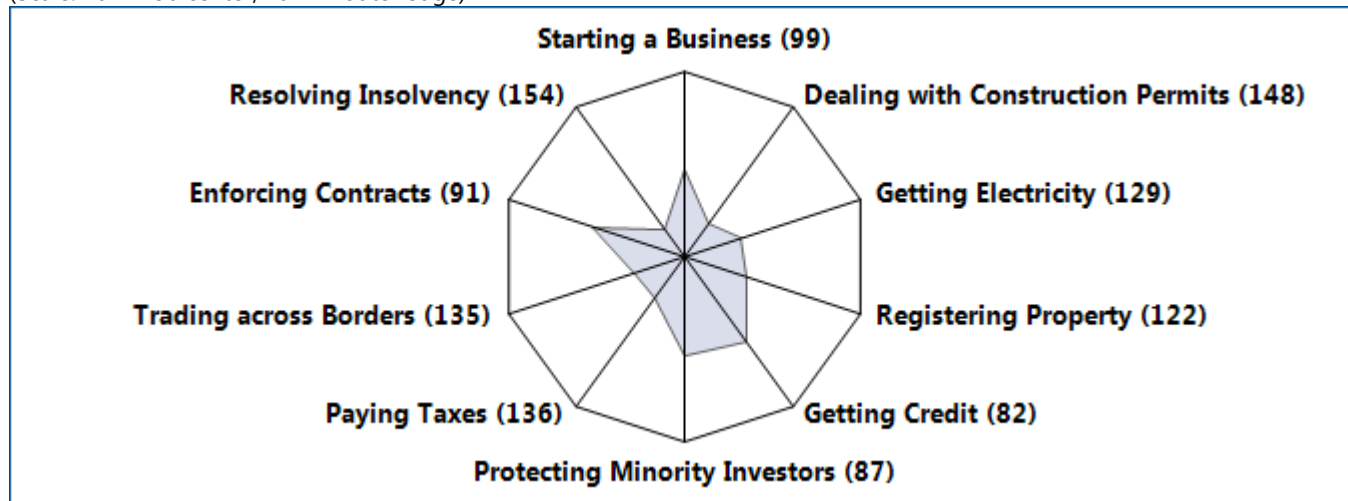 Starting a Business (99)
Resolving Insolvency (154)
Dealing with Construction Permits (148)
Enforcing Contracts (91)
Getting Electricity (129)
Trading across Borders (135)
Registering Property (122)
Paying Taxes (136)
Getting Credit (82)
Protecting Minority Investors (87)